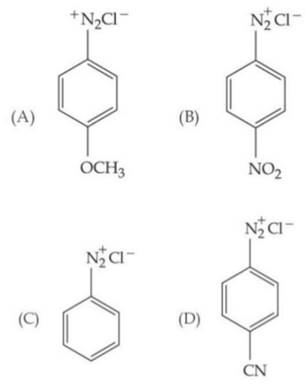 ⁺N₂Cl⁻
(A)
OCH₃
N₂⁺Cl⁻
(B)
NO₂
N₂⁺Cl⁻
(C)
N₂⁺Cl⁻
(D)
CN